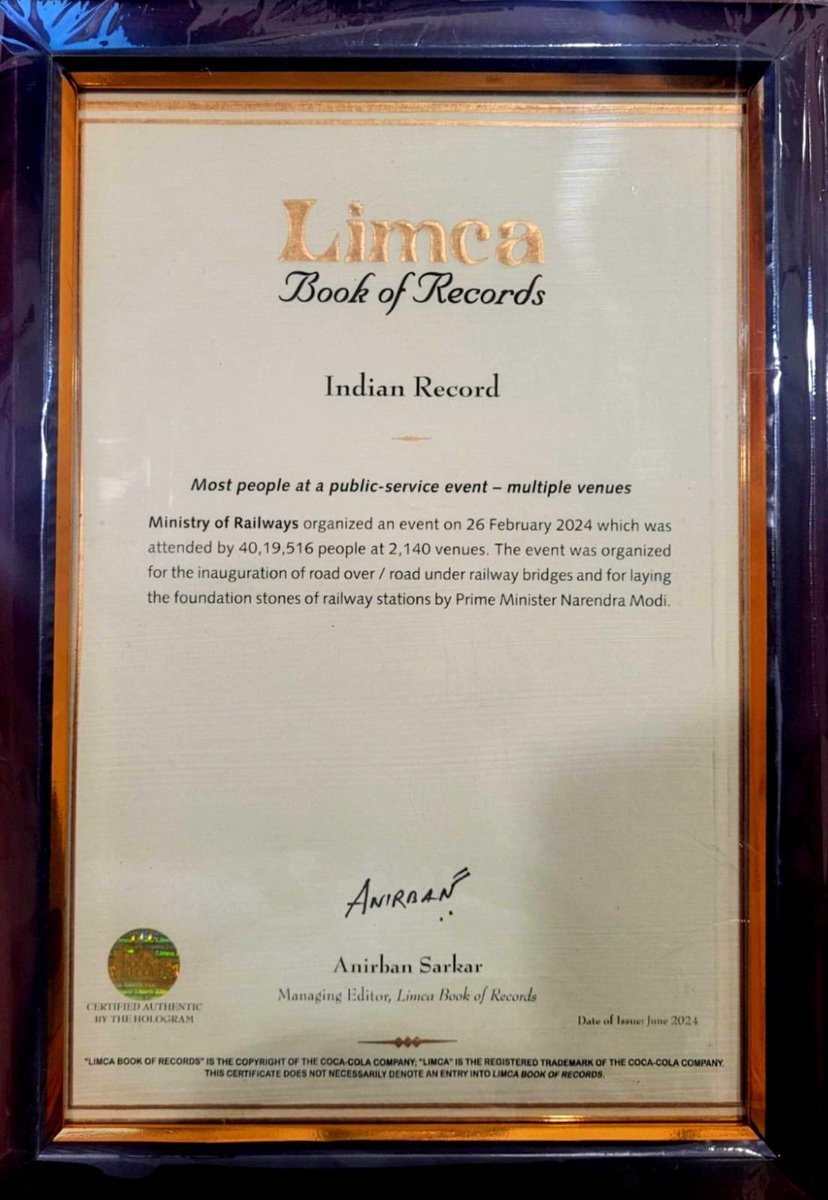 Limca
Book of Records
Indian Record
Most people at a public-service event – multiple venues
Ministry of Railways organized an event on 26 February 2024 which was
attended by 40,19,516 people at 2,140 venues. The event was organized
for the inauguration of road over / road under railway bridges and for laying
the foundation stones of railway stations by Prime Minister Narendra Modi.
ANIRBAN
Anirban Sarkar
Managing Editor, Limca Book of Records
CERTIFIED AUTHENTIC
BY THE HOLOGRAM
Date of Issue: June 2024
"LIMCA BOOK OF RECORDS" IS THE COPYRIGHT OF THE COCA-COLA COMPANY; "LIMCA" IS THE REGISTERED TRADEMARK OF THE COCA-COLA COMPANY.
THIS CERTIFICATE DOES NOT NECESSARILY DENOTE AN ENTRY INTO LIMCA BOOK OF RECORDS.